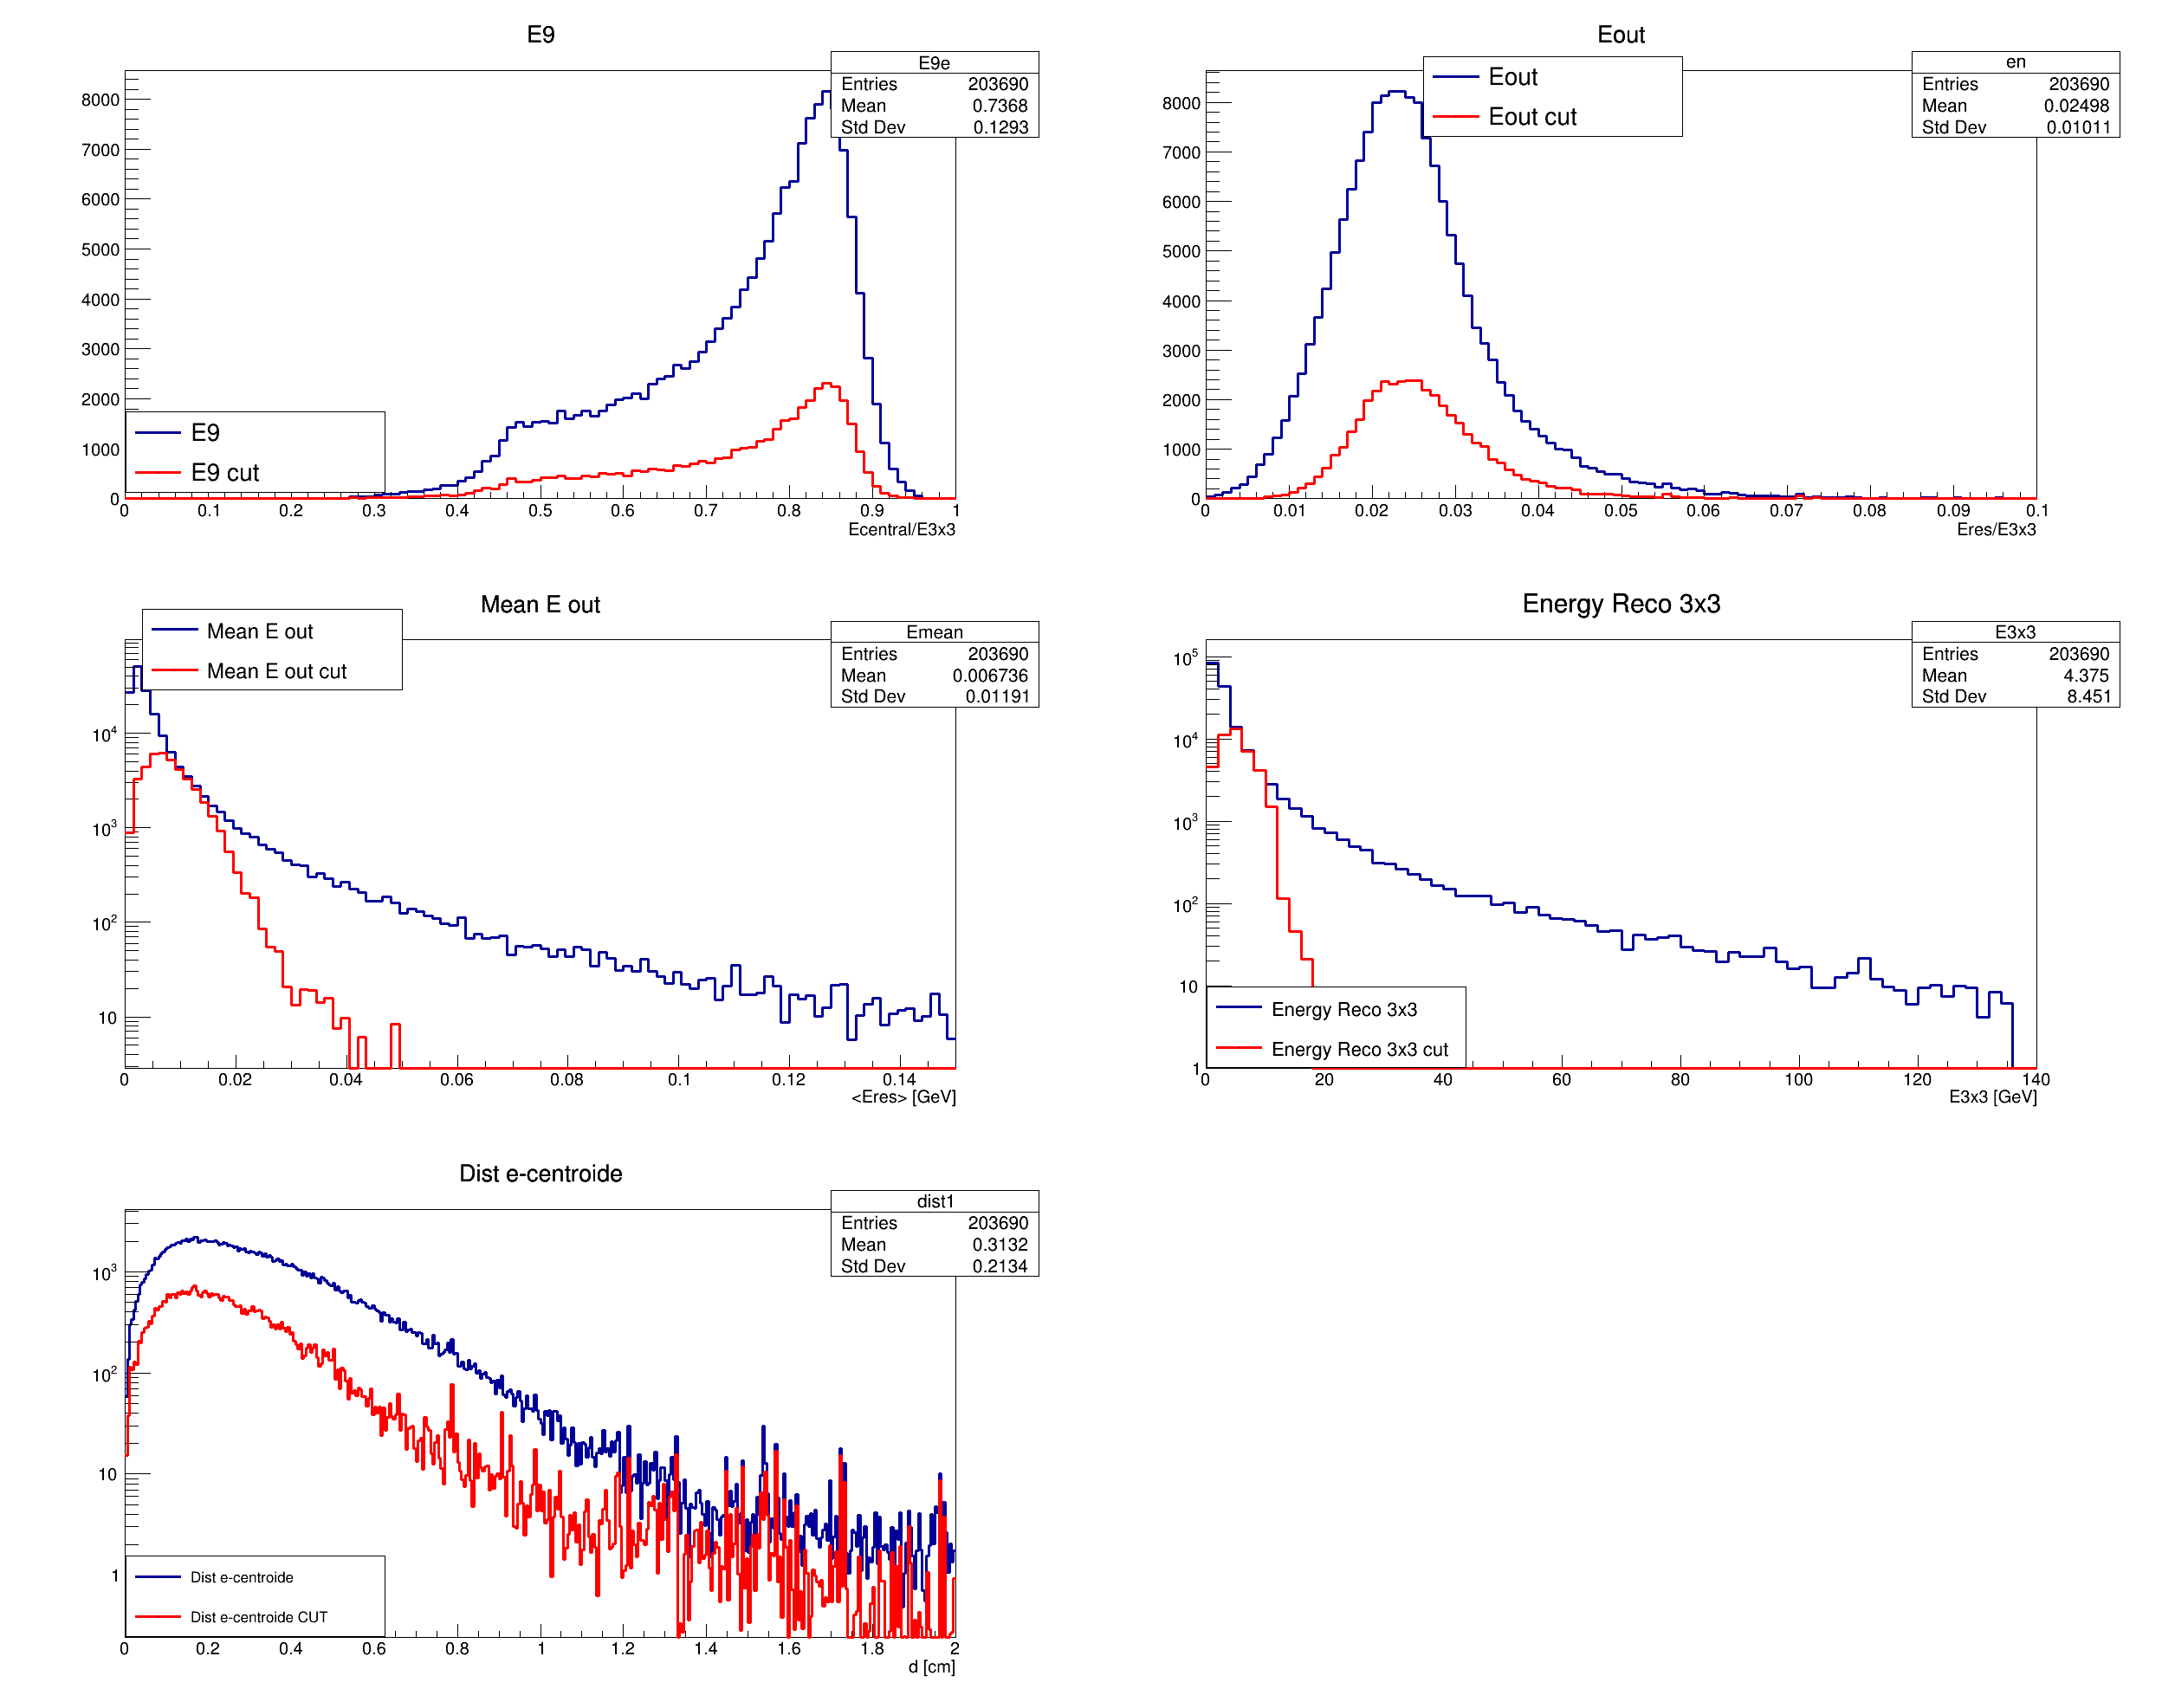 E9
E9e
Entries 203690
Mean 0.7368
Std Dev 0.1293
8000
7000
6000
5000
4000
3000
2000
1000
0
E9
E9 cut
0 0.1 0.2 0.3 0.4 0.5 0.6 0.7 0.8 0.9 1
Ecentral/E3x3
Eout
Eout
Eout cut
en
Entries 203690
Mean 0.02498
Std Dev 0.01011
8000
7000
6000
5000
4000
3000
2000
1000
0
0 0.01 0.02 0.03 0.04 0.05 0.06 0.07 0.08 0.09 0.1
Eres/E3x3
Mean E out
Mean E out
Mean E out cut
Emean
Entries 203690
Mean 0.006736
Std Dev 0.01191
10⁴
10³
10²
10
0 0.02 0.04 0.06 0.08 0.1 0.12 0.14
<Eres> [GeV]
Energy Reco 3x3
E3x3
Entries 203690
Mean 4.375
Std Dev 8.451
10⁵
10⁴
10³
10²
10
1
Energy Reco 3x3
Energy Reco 3x3 cut
0 20 40 60 80 100 120 140
E3x3 [GeV]
Dist e-centroide
dist1
Entries 203690
Mean 0.3132
Std Dev 0.2134
10³
10²
10
1
Dist e-centroide
Dist e-centroide CUT
0 0.2 0.4 0.6 0.8 1 1.2 1.4 1.6 1.8 2
d [cm]